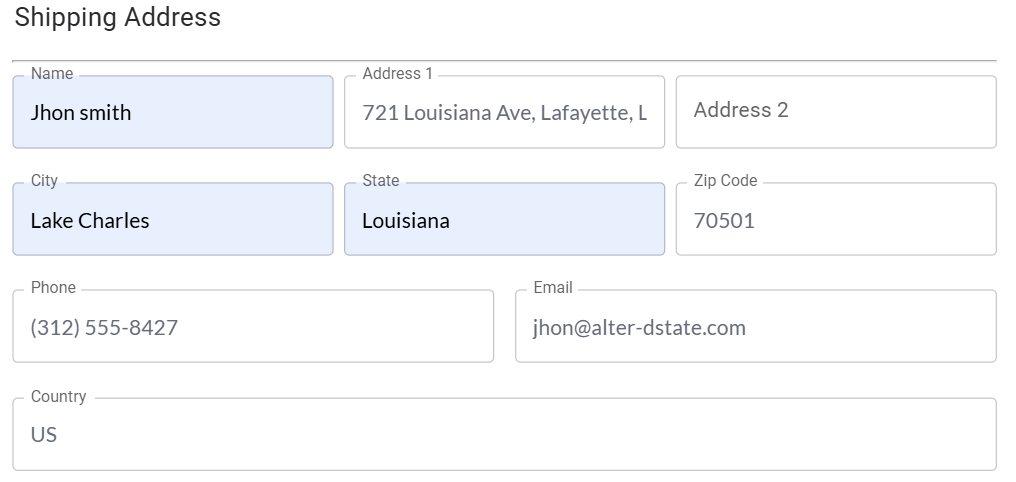 Shipping Address
Name
Jhon smith
Address 1
721 Louisiana Ave, Lafayette, L
Address 2
City
Lake Charles
State
Louisiana
Zip Code
70501
Phone
(312) 555-8427
Email
jhon@alter-dstate.com
Country
US